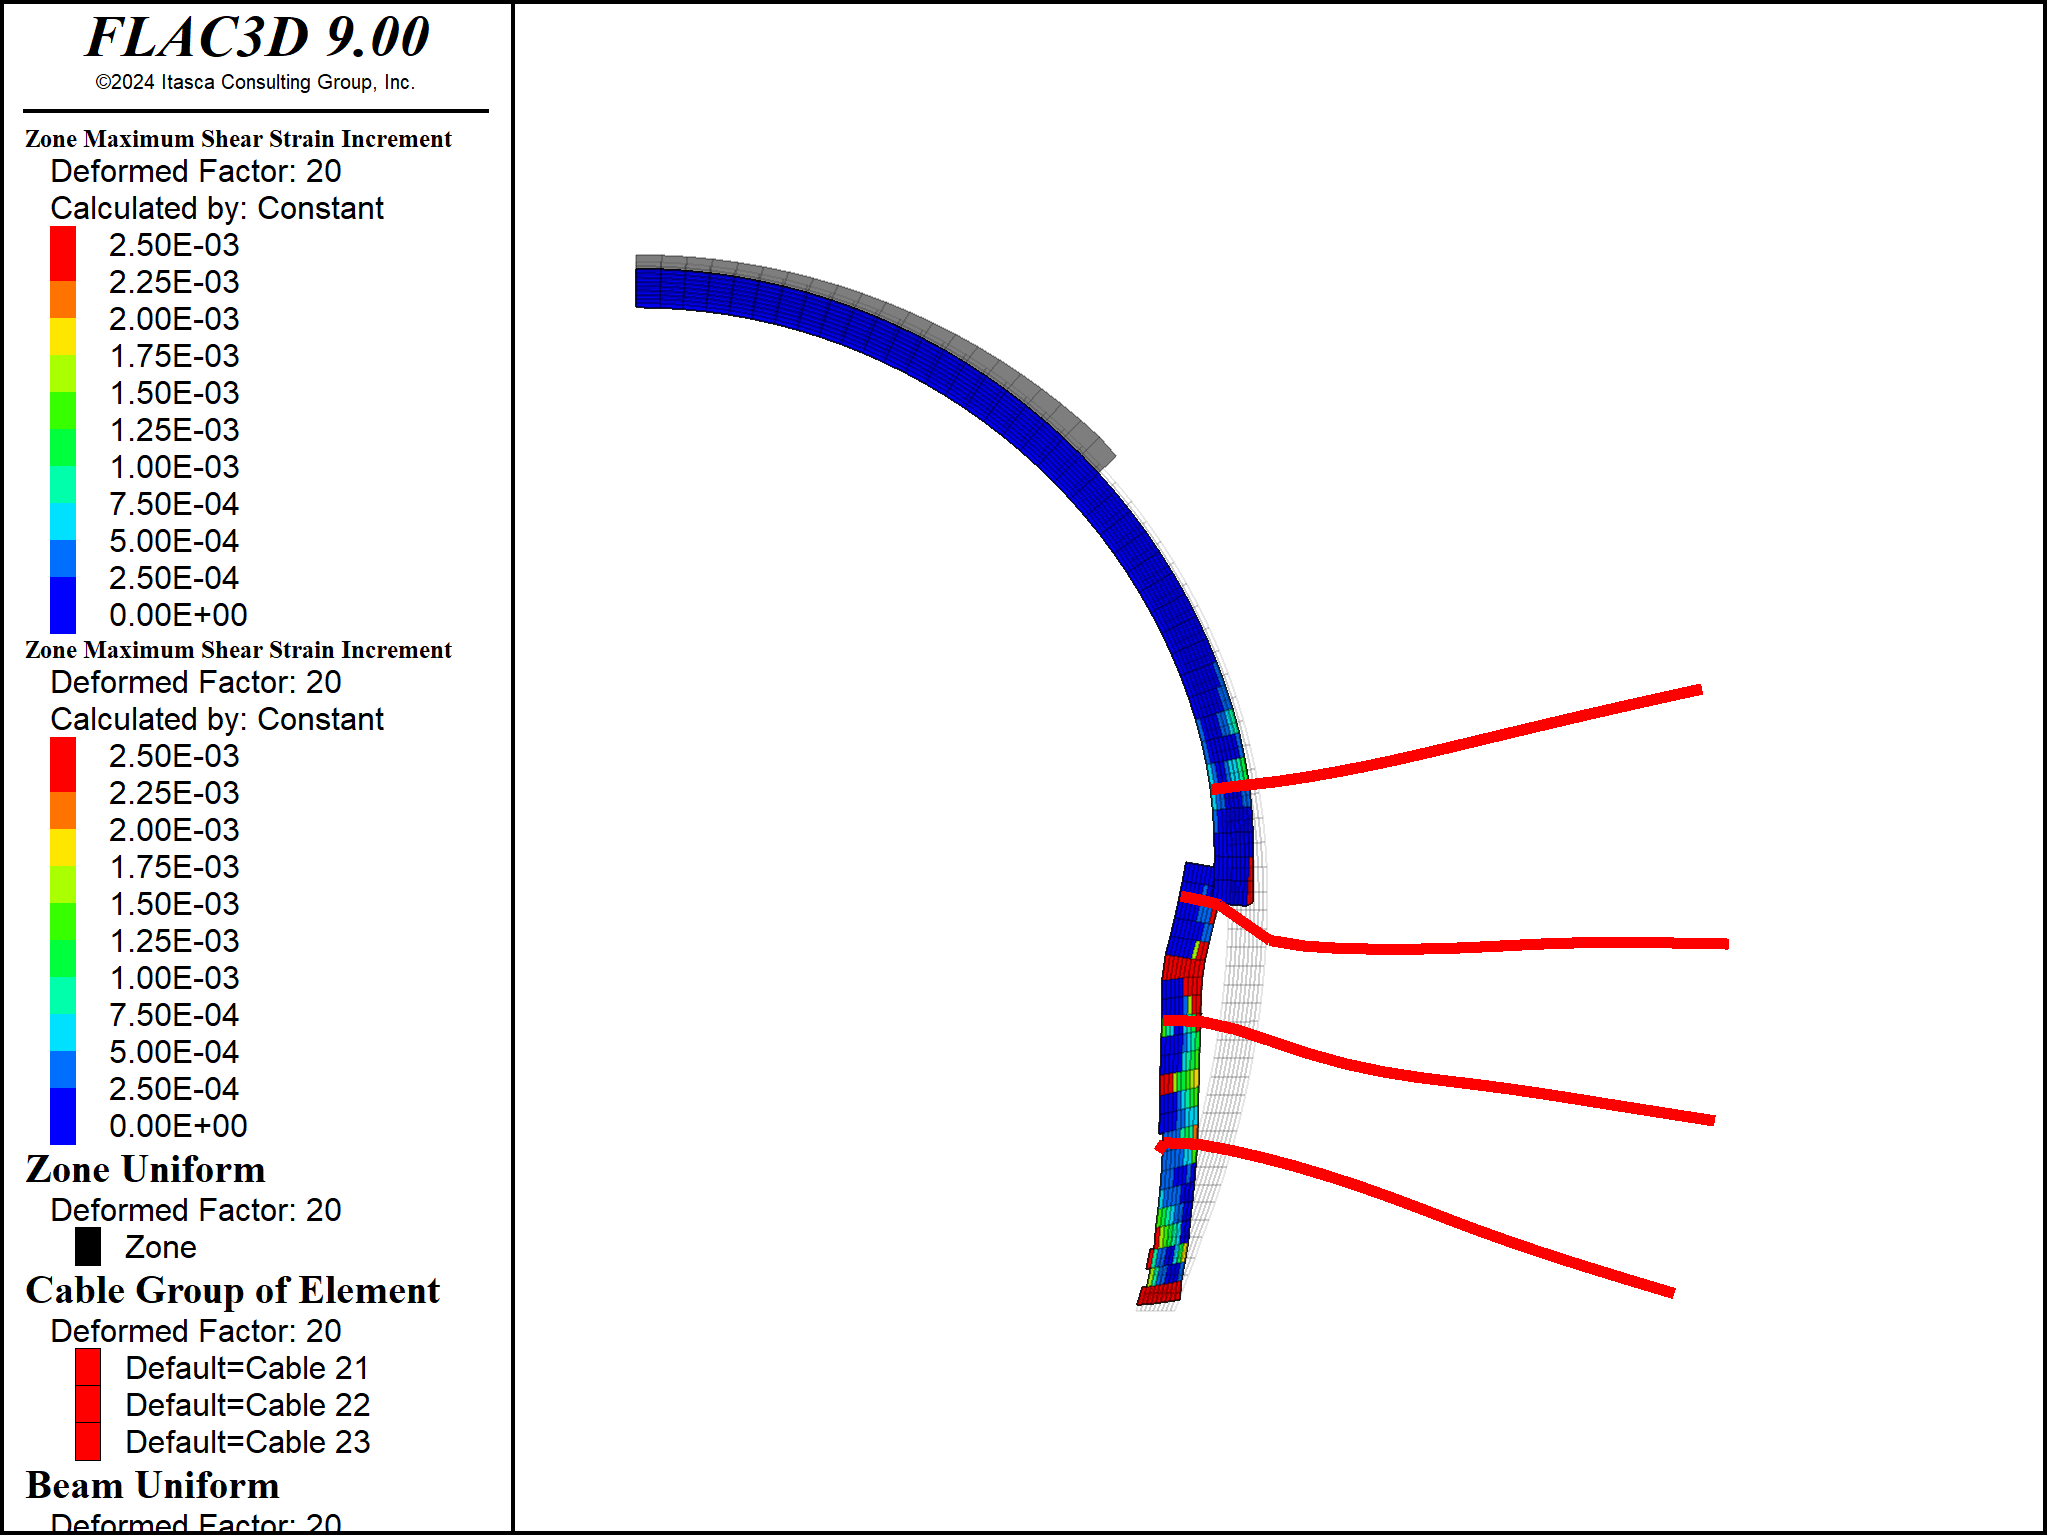 FLAC3D 9.00
©2024 Itasca Consulting Group, Inc.
Zone Maximum Shear Strain Increment
Deformed Factor: 20
Calculated by: Constant
2.50E-03
2.25E-03
2.00E-03
1.75E-03
1.50E-03
1.25E-03
1.00E-03
7.50E-04
5.00E-04
2.50E-04
0.00E+00
Zone Maximum Shear Strain Increment
Deformed Factor: 20
Calculated by: Constant
2.50E-03
2.25E-03
2.00E-03
1.75E-03
1.50E-03
1.25E-03
1.00E-03
7.50E-04
5.00E-04
2.50E-04
0.00E+00
Zone Uniform
Deformed Factor: 20
Zone
Cable Group of Element
Deformed Factor: 20
Default=Cable 21
Default=Cable 22
Default=Cable 23
Beam Uniform
Deformed Factor: 20